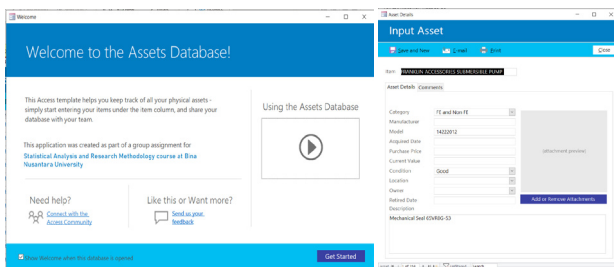 Welcome
Welcome to the Assets Database!
This Access template helps you keep track of all your physical assets -
simply start entering your items under the item column, and share your
database with your team.
This application was created as part of a group assignment for
Statistical Analysis and Research Methodology course at Bina
Nusantara University
Need help?
Connect with the
Access Community
Like this or Want more?
Send us your
feedback
Using the Assets Database
Show Welcome when this database is opened
Get Started
Asset Details
Input Asset
Save and New
E-mail
Print
Close
Item
FRANKLIN ACCESSORIES SUBMERSIBLE PUMP
Asset Details
Comments
Category
FE and Non FE
Manufacturer
Model
14222012
Acquired Date
Purchase Price
Current Value
Condition
Good
Location
Owner
Retired Date
Description
Mechanical Seal
(attachment preview)
Add or Remove Attachments